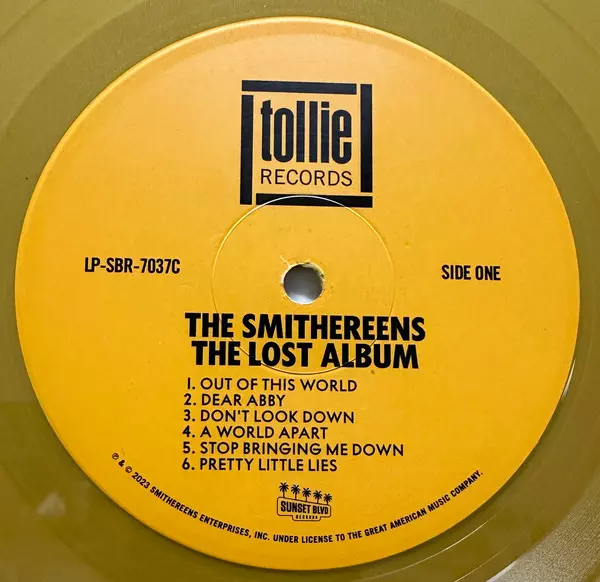 tollie
RECORDS
LP-SBR-7037C
SIDE ONE
THE SMITHEREENS
THE LOST ALBUM
1. OUT OF THIS WORLD
2. DEAR ABBY
3. DON'T LOOK DOWN
4. A WORLD APART
5. STOP BRINGING ME DOWN
6. PRETTY LITTLE LIES
SUNSET BLVD
RECORDS
℗ & © 2023 SMITHEREENS ENTERPRISES, INC. UNDER LICENSE TO THE GREAT AMERICAN MUSIC COMPANY.